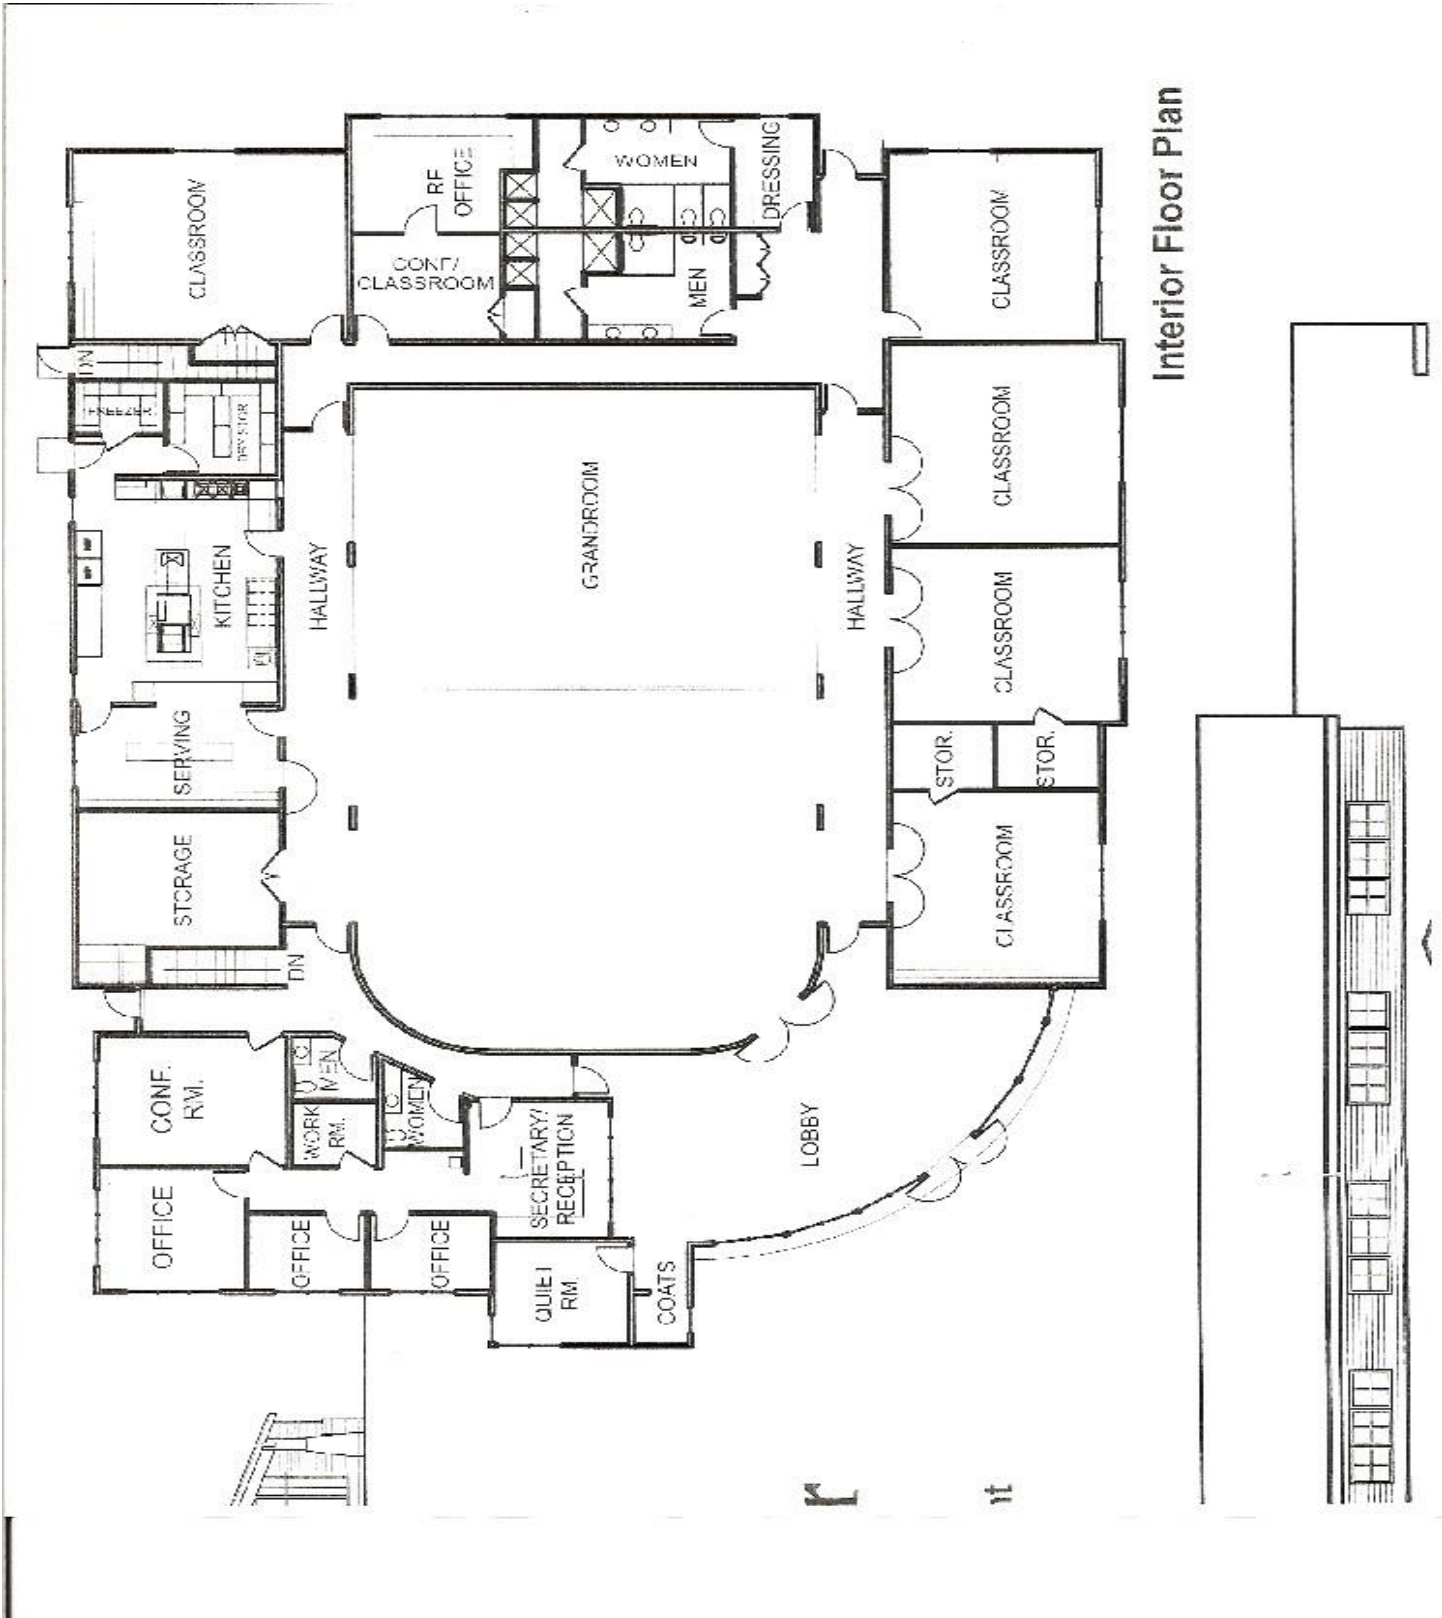 Interior Floor Plan
CLASSROOM
RE
OFFICE
WOMEN
DRESSING
CLASSROOM
CONF/
CLASSROOM
MEN
DN
FREEZER
DRY STOR
CLASSROOM
GRANDROOM
KITCHEN
HALLWAY
HALLWAY
CLASSROOM
SERVING
STOR.
STOR.
STORAGE
CLASSROOM
DN
CONF.
RM.
MEN
WORK
RM.
WOMEN
SECRETARY/
RECEPTION
LOBBY
OFFICE
OFFICE
OFFICE
QUIET
RM.
COATS
r